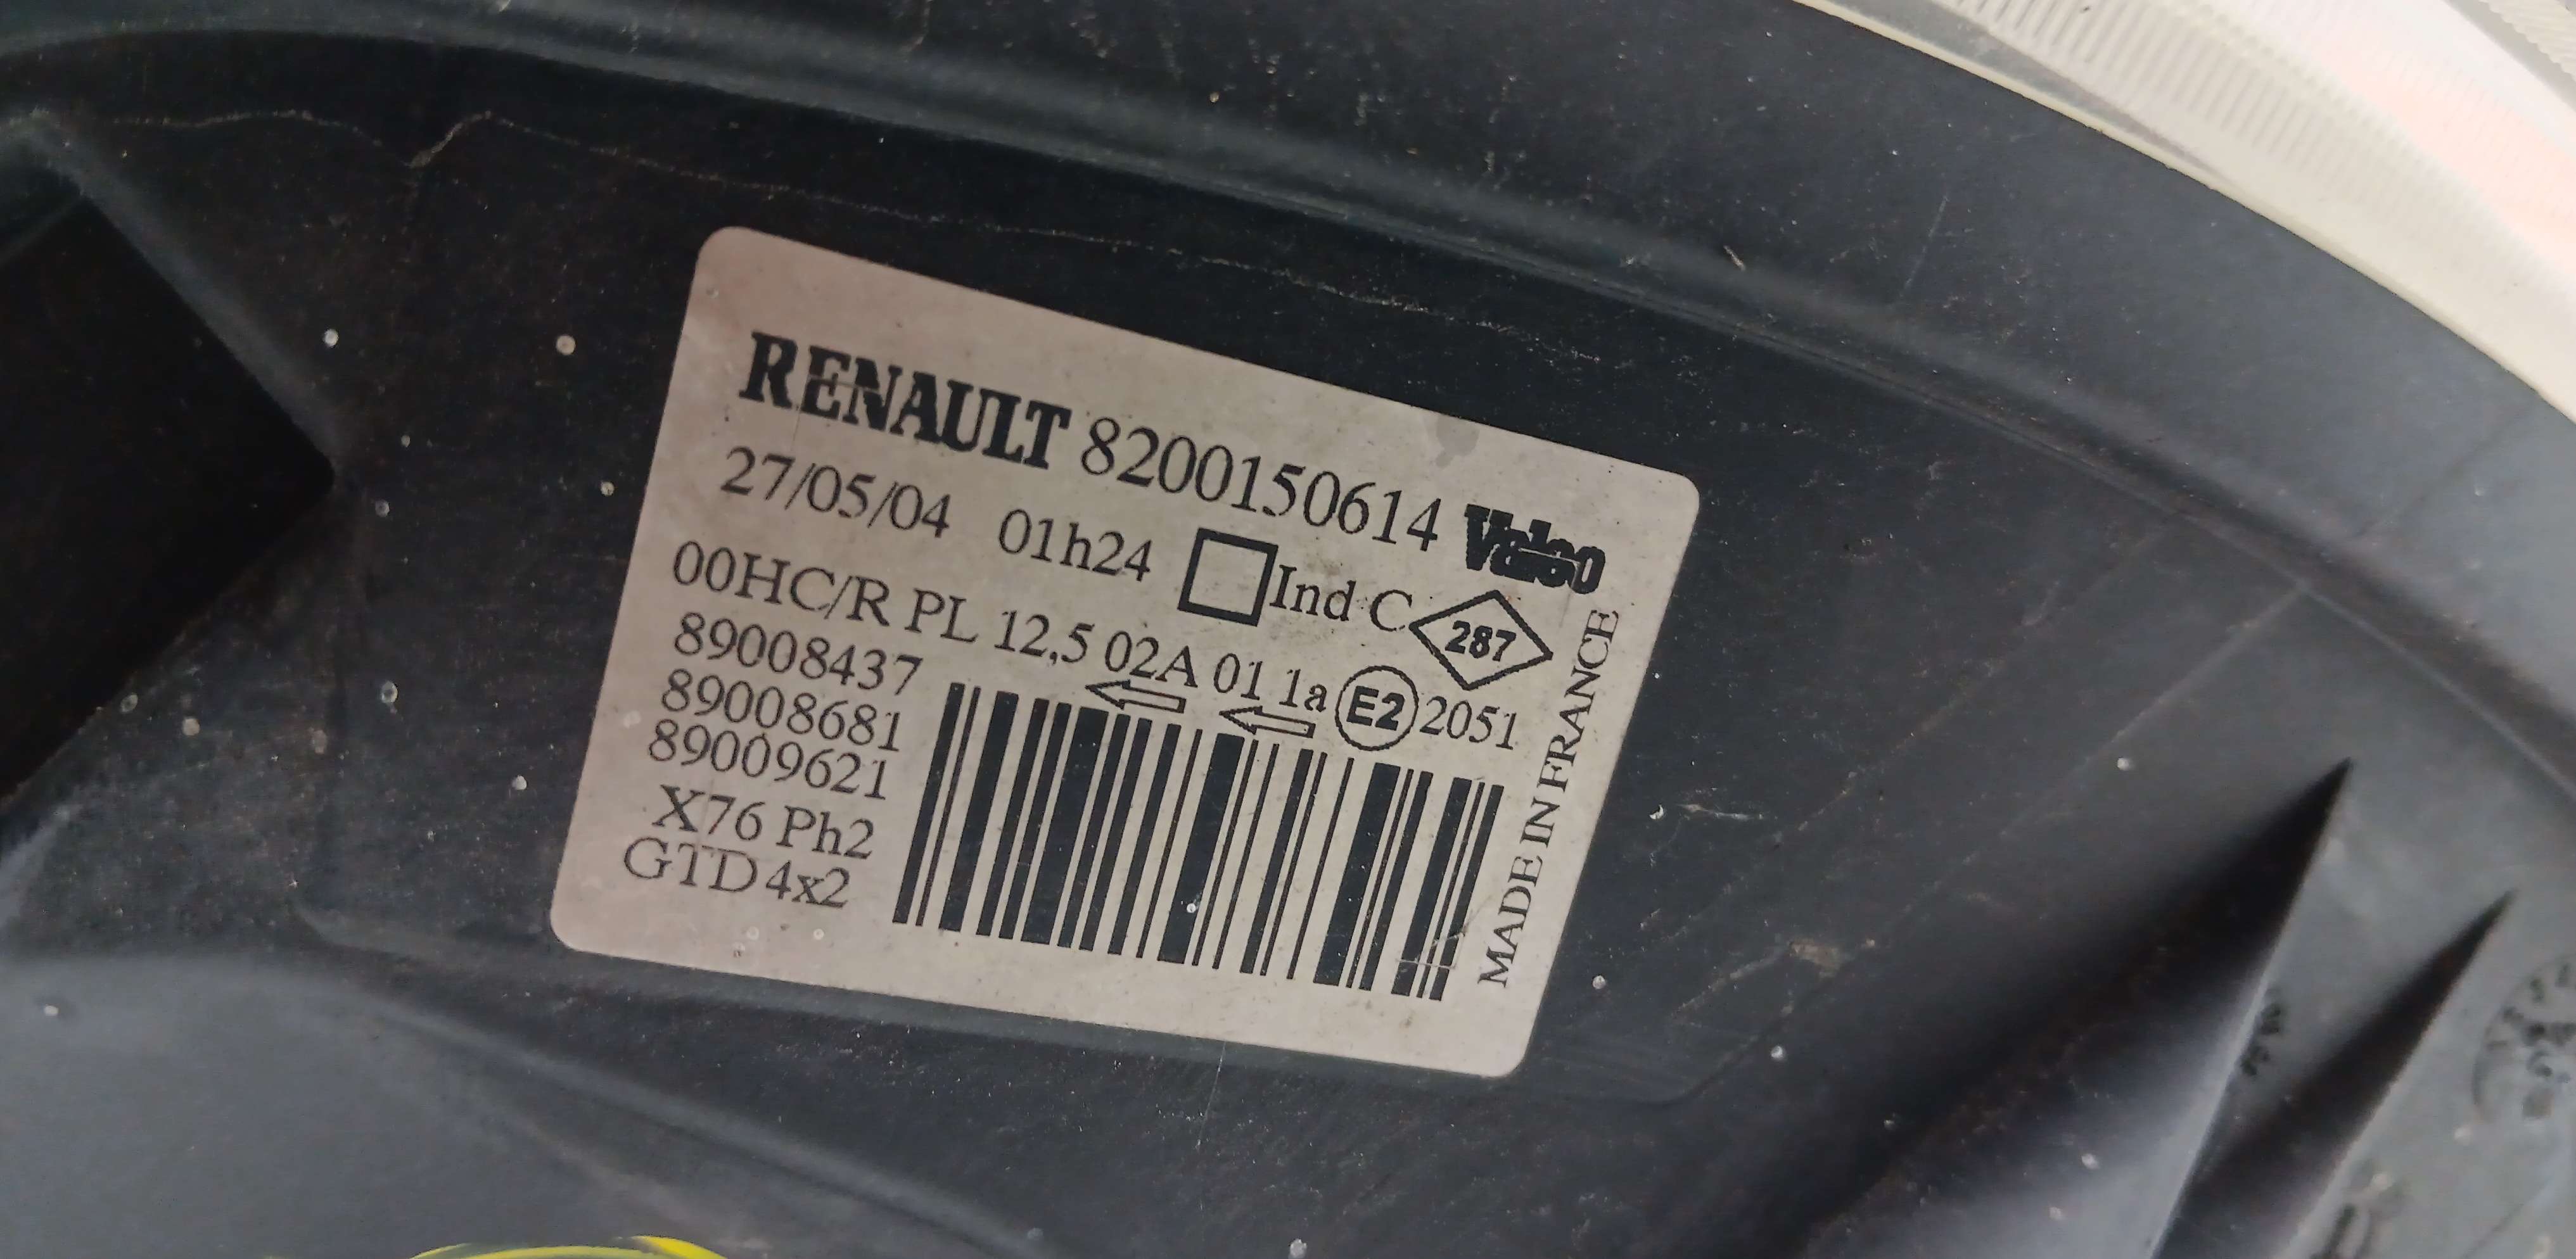 RENAULT 8200150614 Valeo
27/05/04 01h24 Ind C 287
00HC/R PL 12,5 02A 01 1a E2 2051
89008437
89008681
89009621
X76 Ph2
GTD 4x2
MADE IN FRANCE